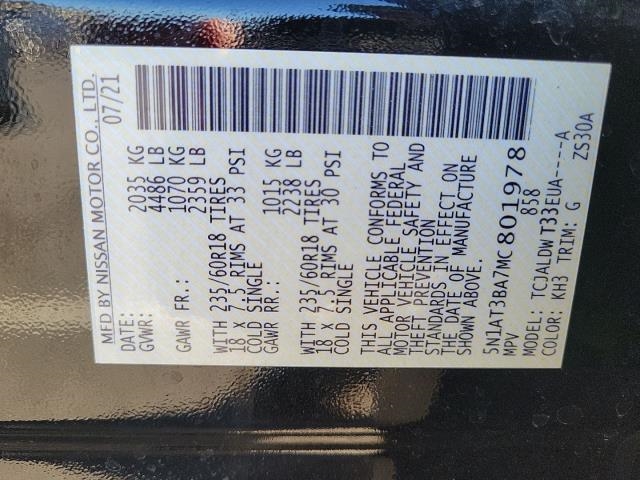 MFD BY NISSAN MOTOR CO., LTD.
DATE: 07/21
GVWR: 2035 KG
4486 LB
GAWR FR.: 1070 KG
2359 LB
WITH 235/60R18 TIRES
18 X 7.5 RIMS AT 33 PSI
COLD SINGLE
GAWR RR.: 1015 KG
2238 LB
WITH 235/60R18 TIRES
18 X 7.5 RIMS AT 30 PSI
COLD SINGLE
THIS VEHICLE CONFORMS TO
ALL APPLICABLE FEDERAL
MOTOR VEHICLE SAFETY AND
THEFT PREVENTION
STANDARDS IN EFFECT ON
THE DATE OF MANUFACTURE
SHOWN ABOVE.
5N1AT3BA7MC801978
MPV 858
MODEL: TCJALDWT33EUA----A
COLOR: KH3 TRIM: G ZS30A